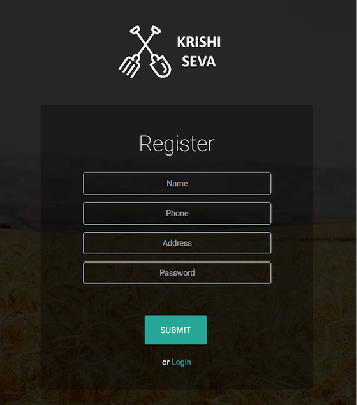 KRISHI
SEVA
Register
Name
Phone
Address
Password
SUBMIT
or Login